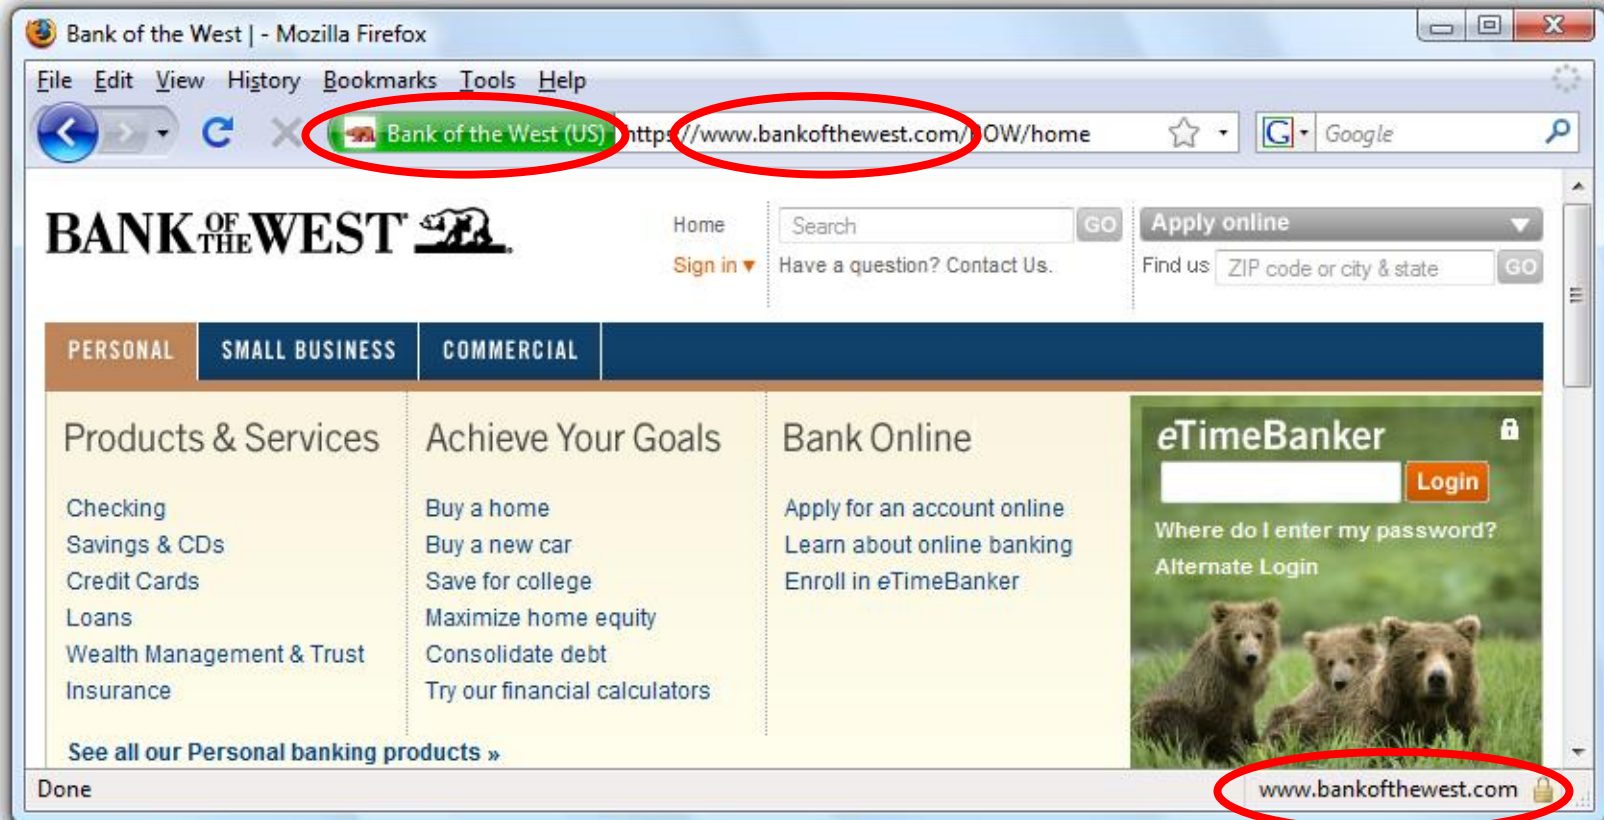 Bank of the West | - Mozilla Firefox
File Edit View History Bookmarks Tools Help
Bank of the West (US) https://www.bankofthewest.com/BOW/home G Google
BANK OF THE WEST
Home Search GO Apply online
Sign in ▾ Have a question? Contact Us. Find us ZIP code or city & state GO
PERSONAL SMALL BUSINESS COMMERCIAL
Products & Services
Checking
Savings & CDs
Credit Cards
Loans
Wealth Management & Trust
Insurance
See all our Personal banking products »
Achieve Your Goals
Buy a home
Buy a new car
Save for college
Maximize home equity
Consolidate debt
Try our financial calculators
Bank Online
Apply for an account online
Learn about online banking
Enroll in eTimeBanker
eTimeBanker
Login
Where do I enter my password?
Alternate Login
Done www.bankofthewest.com